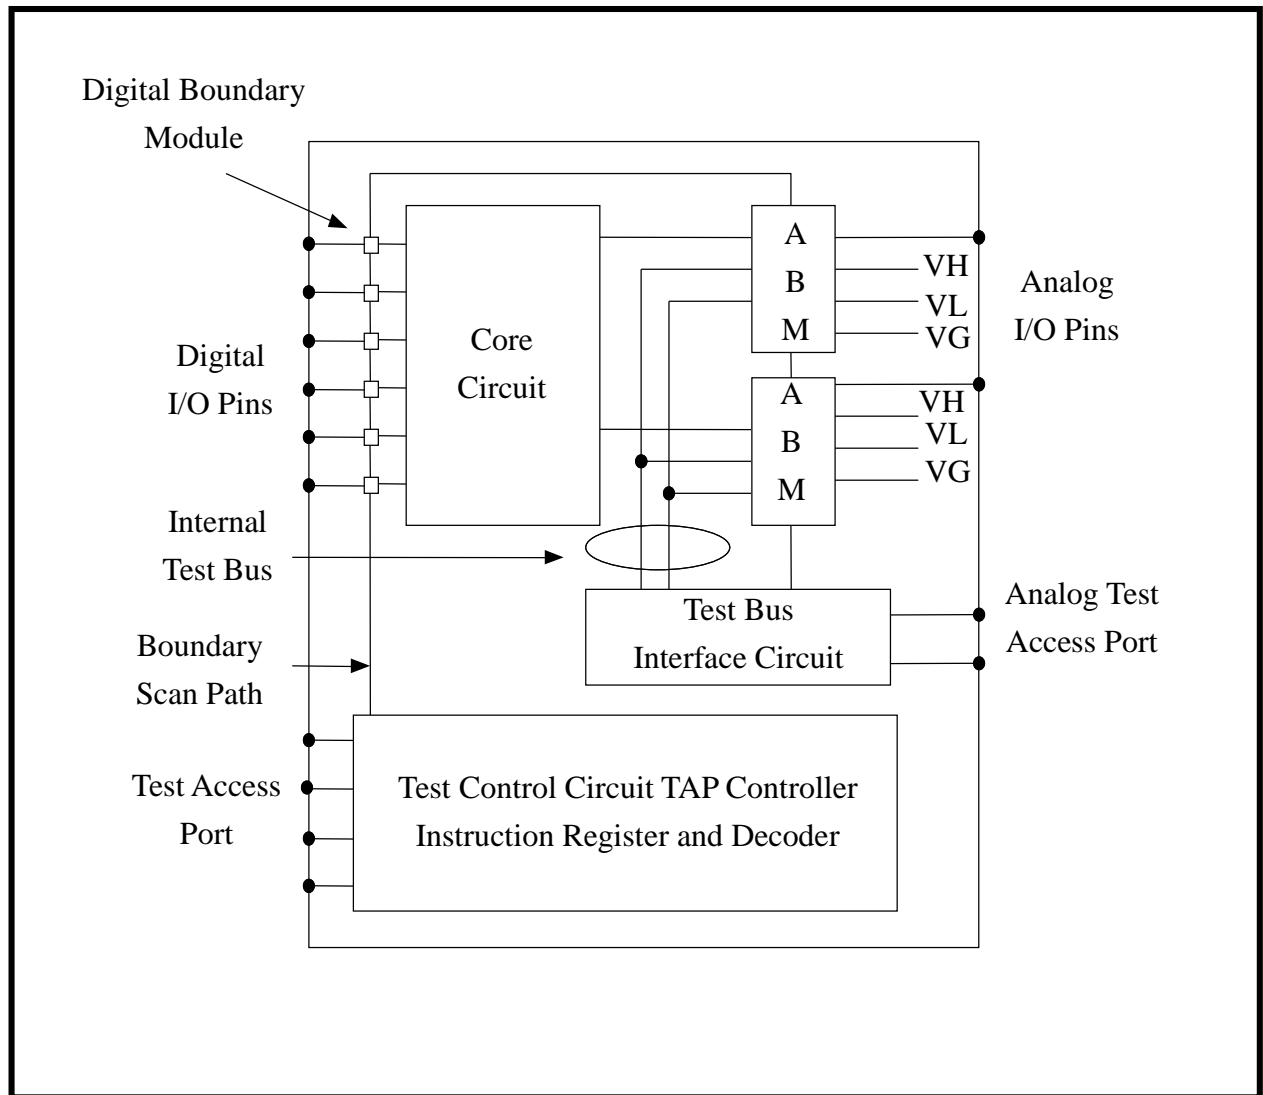 Digital Boundary
Module
Digital
I/O Pins
Core
Circuit
A
B
M
VH
VL
VG
Analog
I/O Pins
A
B
M
VH
VL
VG
Internal
Test Bus
Test Bus
Interface Circuit
Analog Test
Access Port
Boundary
Scan Path
Test Access
Port
Test Control Circuit TAP Controller
Instruction Register and Decoder